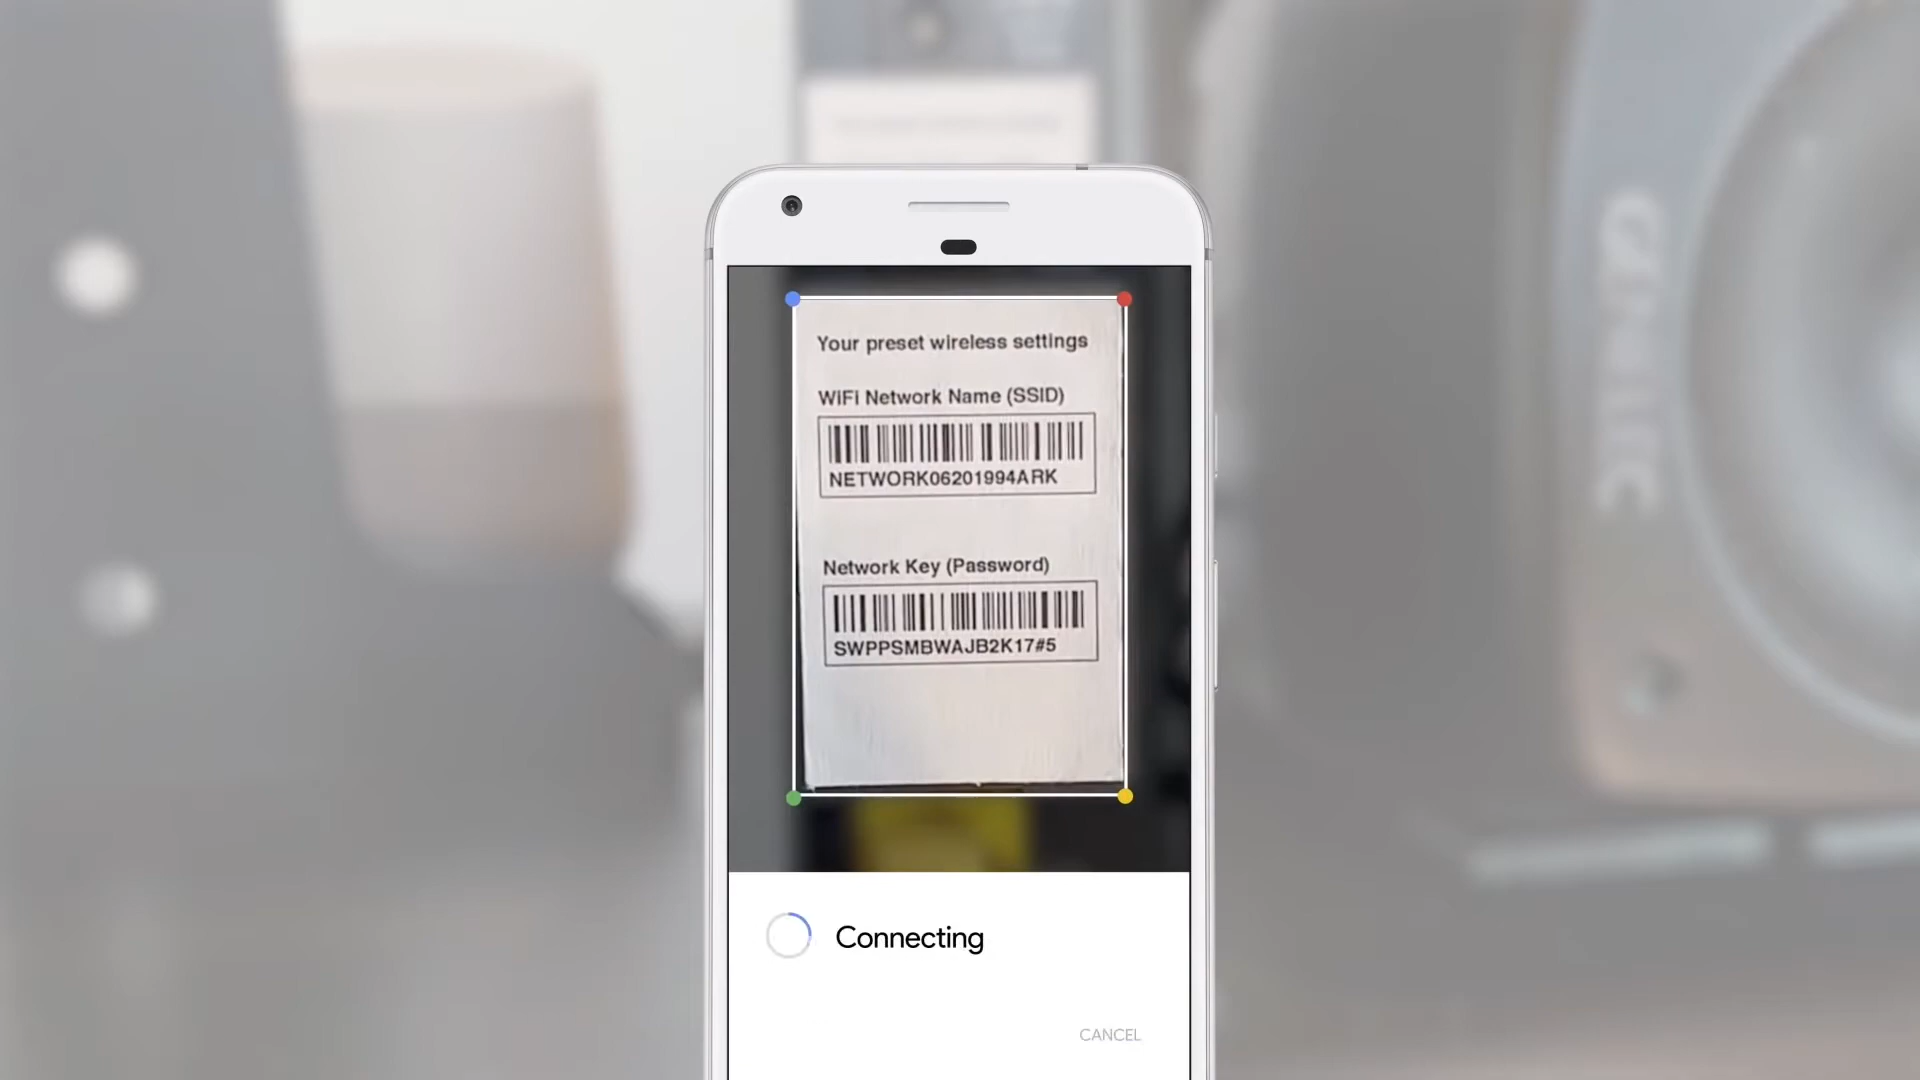 Your preset wireless settings
WiFi Network Name (SSID)
NETWORK06201994ARK
Network Key (Password)
SWPPSMBWAJB2K17#5
Connecting
CANCEL